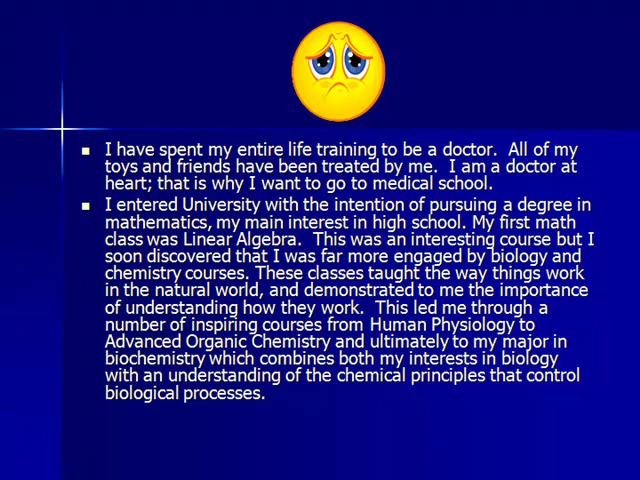 I have spent my entire life training to be a doctor.  All of my
toys and friends have been treated by me.  I am a doctor at
heart; that is why I want to go to medical school.
I entered University with the intention of pursuing a degree in
mathematics, my main interest in high school. My first math
class was Linear Algebra.  This was an interesting course but I
soon discovered that I was far more engaged by biology and
chemistry courses. These classes taught the way things work
in the natural world, and demonstrated to me the importance
of understanding how they work.  This led me through a
number of inspiring courses from Human Physiology to
Advanced Organic Chemistry and ultimately to my major in
biochemistry which combines both my interests in biology
with an understanding of the chemical principles that control
biological processes.